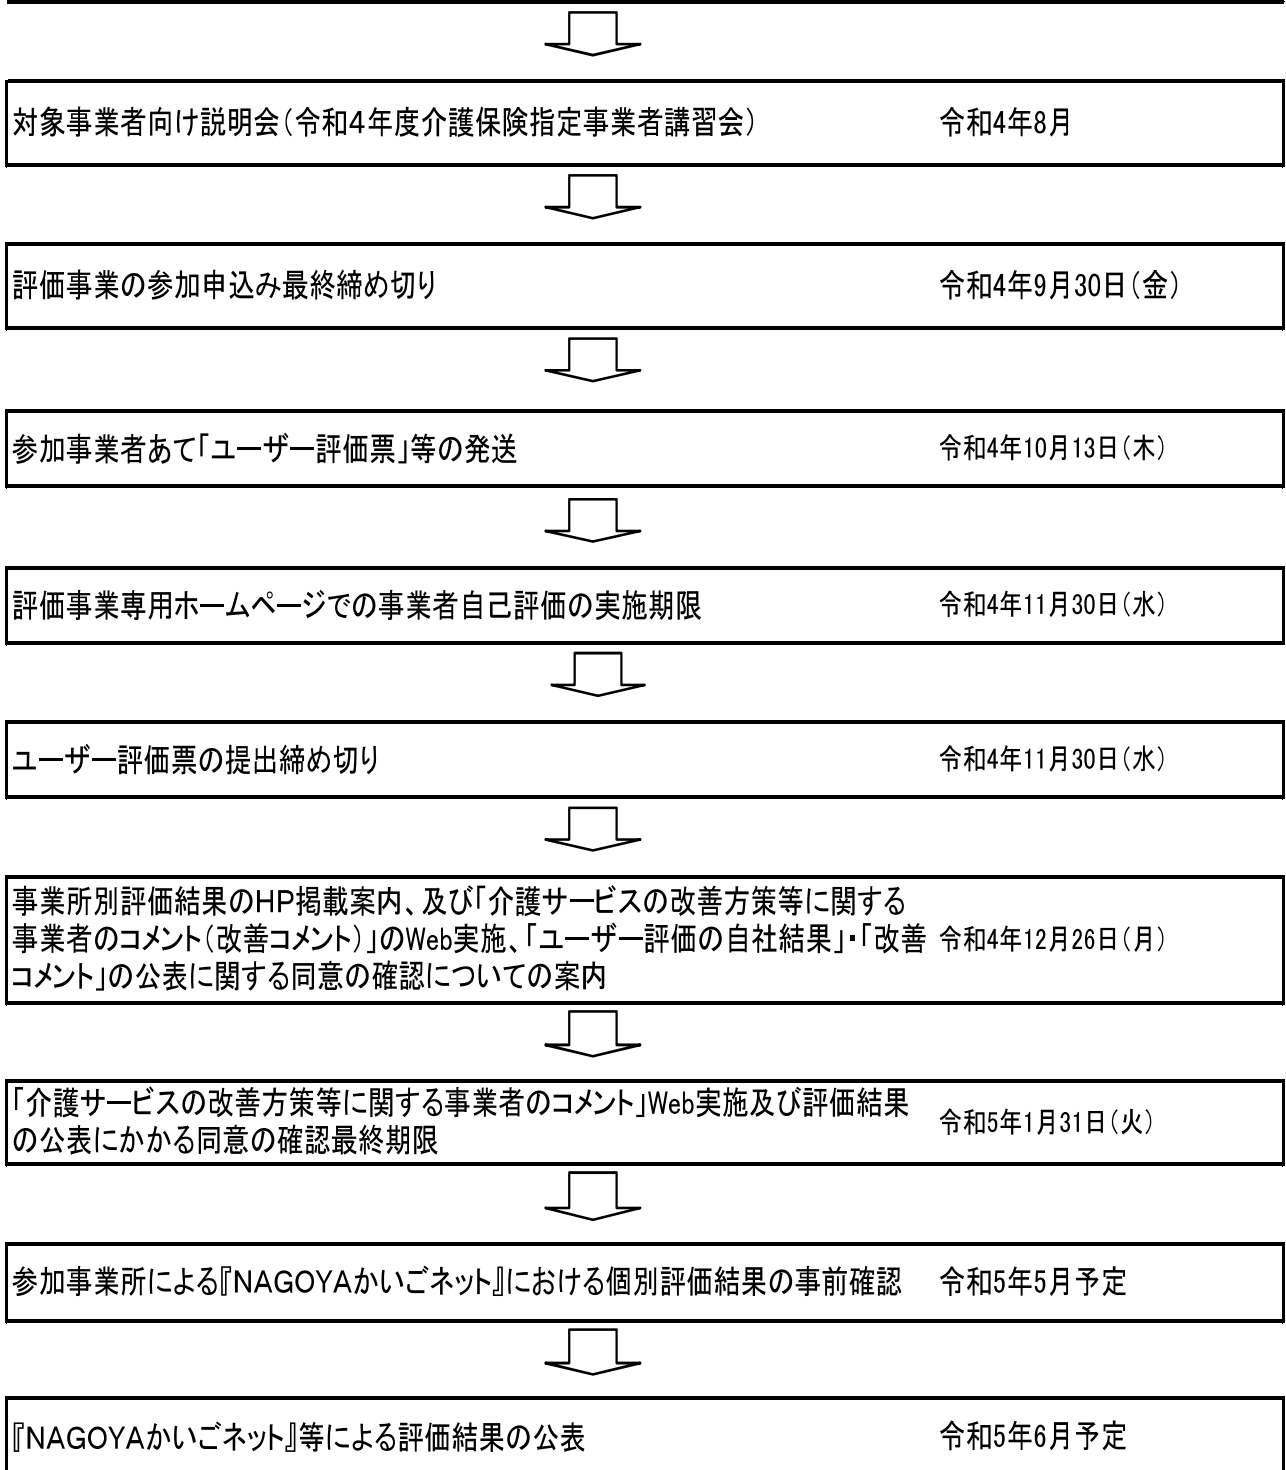 対象事業者向け説明会（令和４年度介護保険指定事業者講習会） 令和4年8月
評価事業の参加申込み最終締め切り 令和4年9月30日（金）
参加事業者あて「ユーザー評価票」等の発送 令和4年10月13日（木）
評価事業専用ホームページでの事業者自己評価の実施期限 令和4年11月30日（水）
ユーザー評価票の提出締め切り 令和4年11月30日（水）
事業所別評価結果のHP掲載案内、及び「介護サービスの改善方策等に関する
事業者のコメント（改善コメント）」のWeb実施、「ユーザー評価の自社結果」・「改善 令和4年12月26日（月）
コメント」の公表に関する同意の確認についての案内
「介護サービスの改善方策等に関する事業者のコメント」Web実施及び評価結果
の公表にかかる同意の確認最終期限 令和5年1月31日（火）
参加事業所による『NAGOYAかいごネット』における個別評価結果の事前確認 令和5年5月予定
『NAGOYAかいごネット』等による評価結果の公表 令和5年6月予定